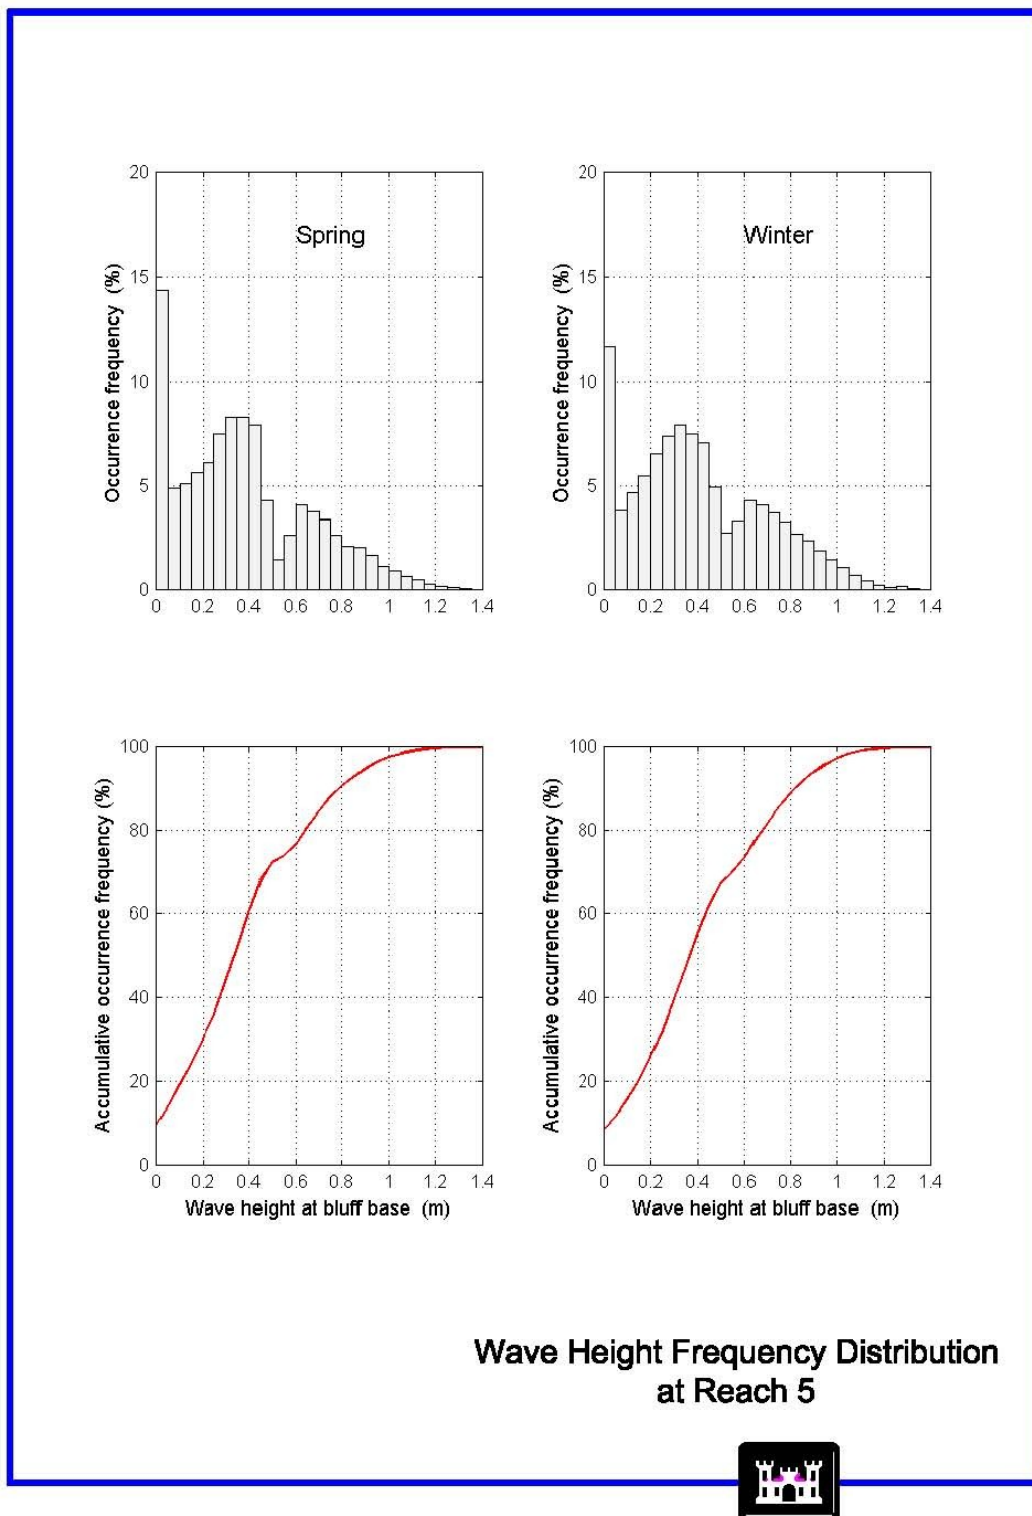 20
15
10
5
0
Occurrence frequency (%)
Spring
0 0.2 0.4 0.6 0.8 1 1.2 1.4
20
15
10
5
0
Occurrence frequency (%)
Winter
0 0.2 0.4 0.6 0.8 1 1.2 1.4
100
80
60
40
20
0
Accumulative occurrence frequency (%)
0 0.2 0.4 0.6 0.8 1 1.2 1.4
Wave height at bluff base (m)
100
80
60
40
20
0
Accumulative occurrence frequency (%)
0 0.2 0.4 0.6 0.8 1 1.2 1.4
Wave height at bluff base (m)
Wave Height Frequency Distribution
at Reach 5